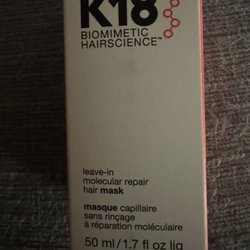 K18
BIOMIMETIC
HAIRSCIENCE™
leave-in
molecular repair
hair mask
masque capillaire
sans rinçage
à réparation moléculaire
50 ml/1.7 fl oz liq